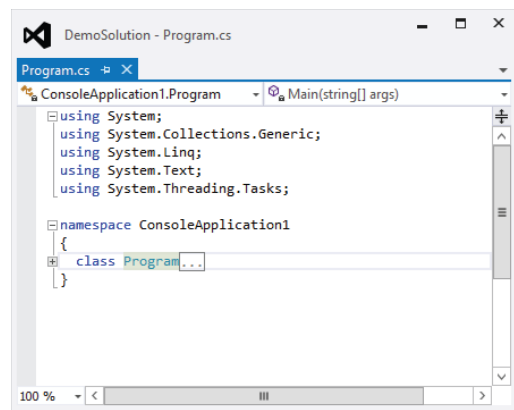 DemoSolution - Program.cs
Program.cs
ConsoleApplication1.Program Main(string[] args)
using System;
using System.Collections.Generic;
using System.Linq;
using System.Text;
using System.Threading.Tasks;
namespace ConsoleApplication1
{
class Program...
}
100 %